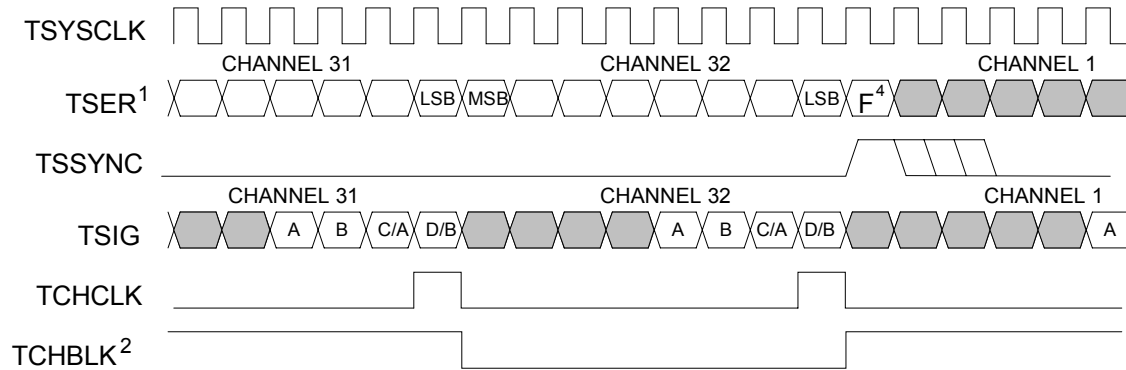 TSYSCLK
CHANNEL 31 CHANNEL 32 CHANNEL 1
TSER1 LSB MSB LSB F4
TSSYNC
CHANNEL 31 CHANNEL 32 CHANNEL 1
TSIG A B C/A D/B A B C/A D/B A
TCHCLK
TCHBLK2